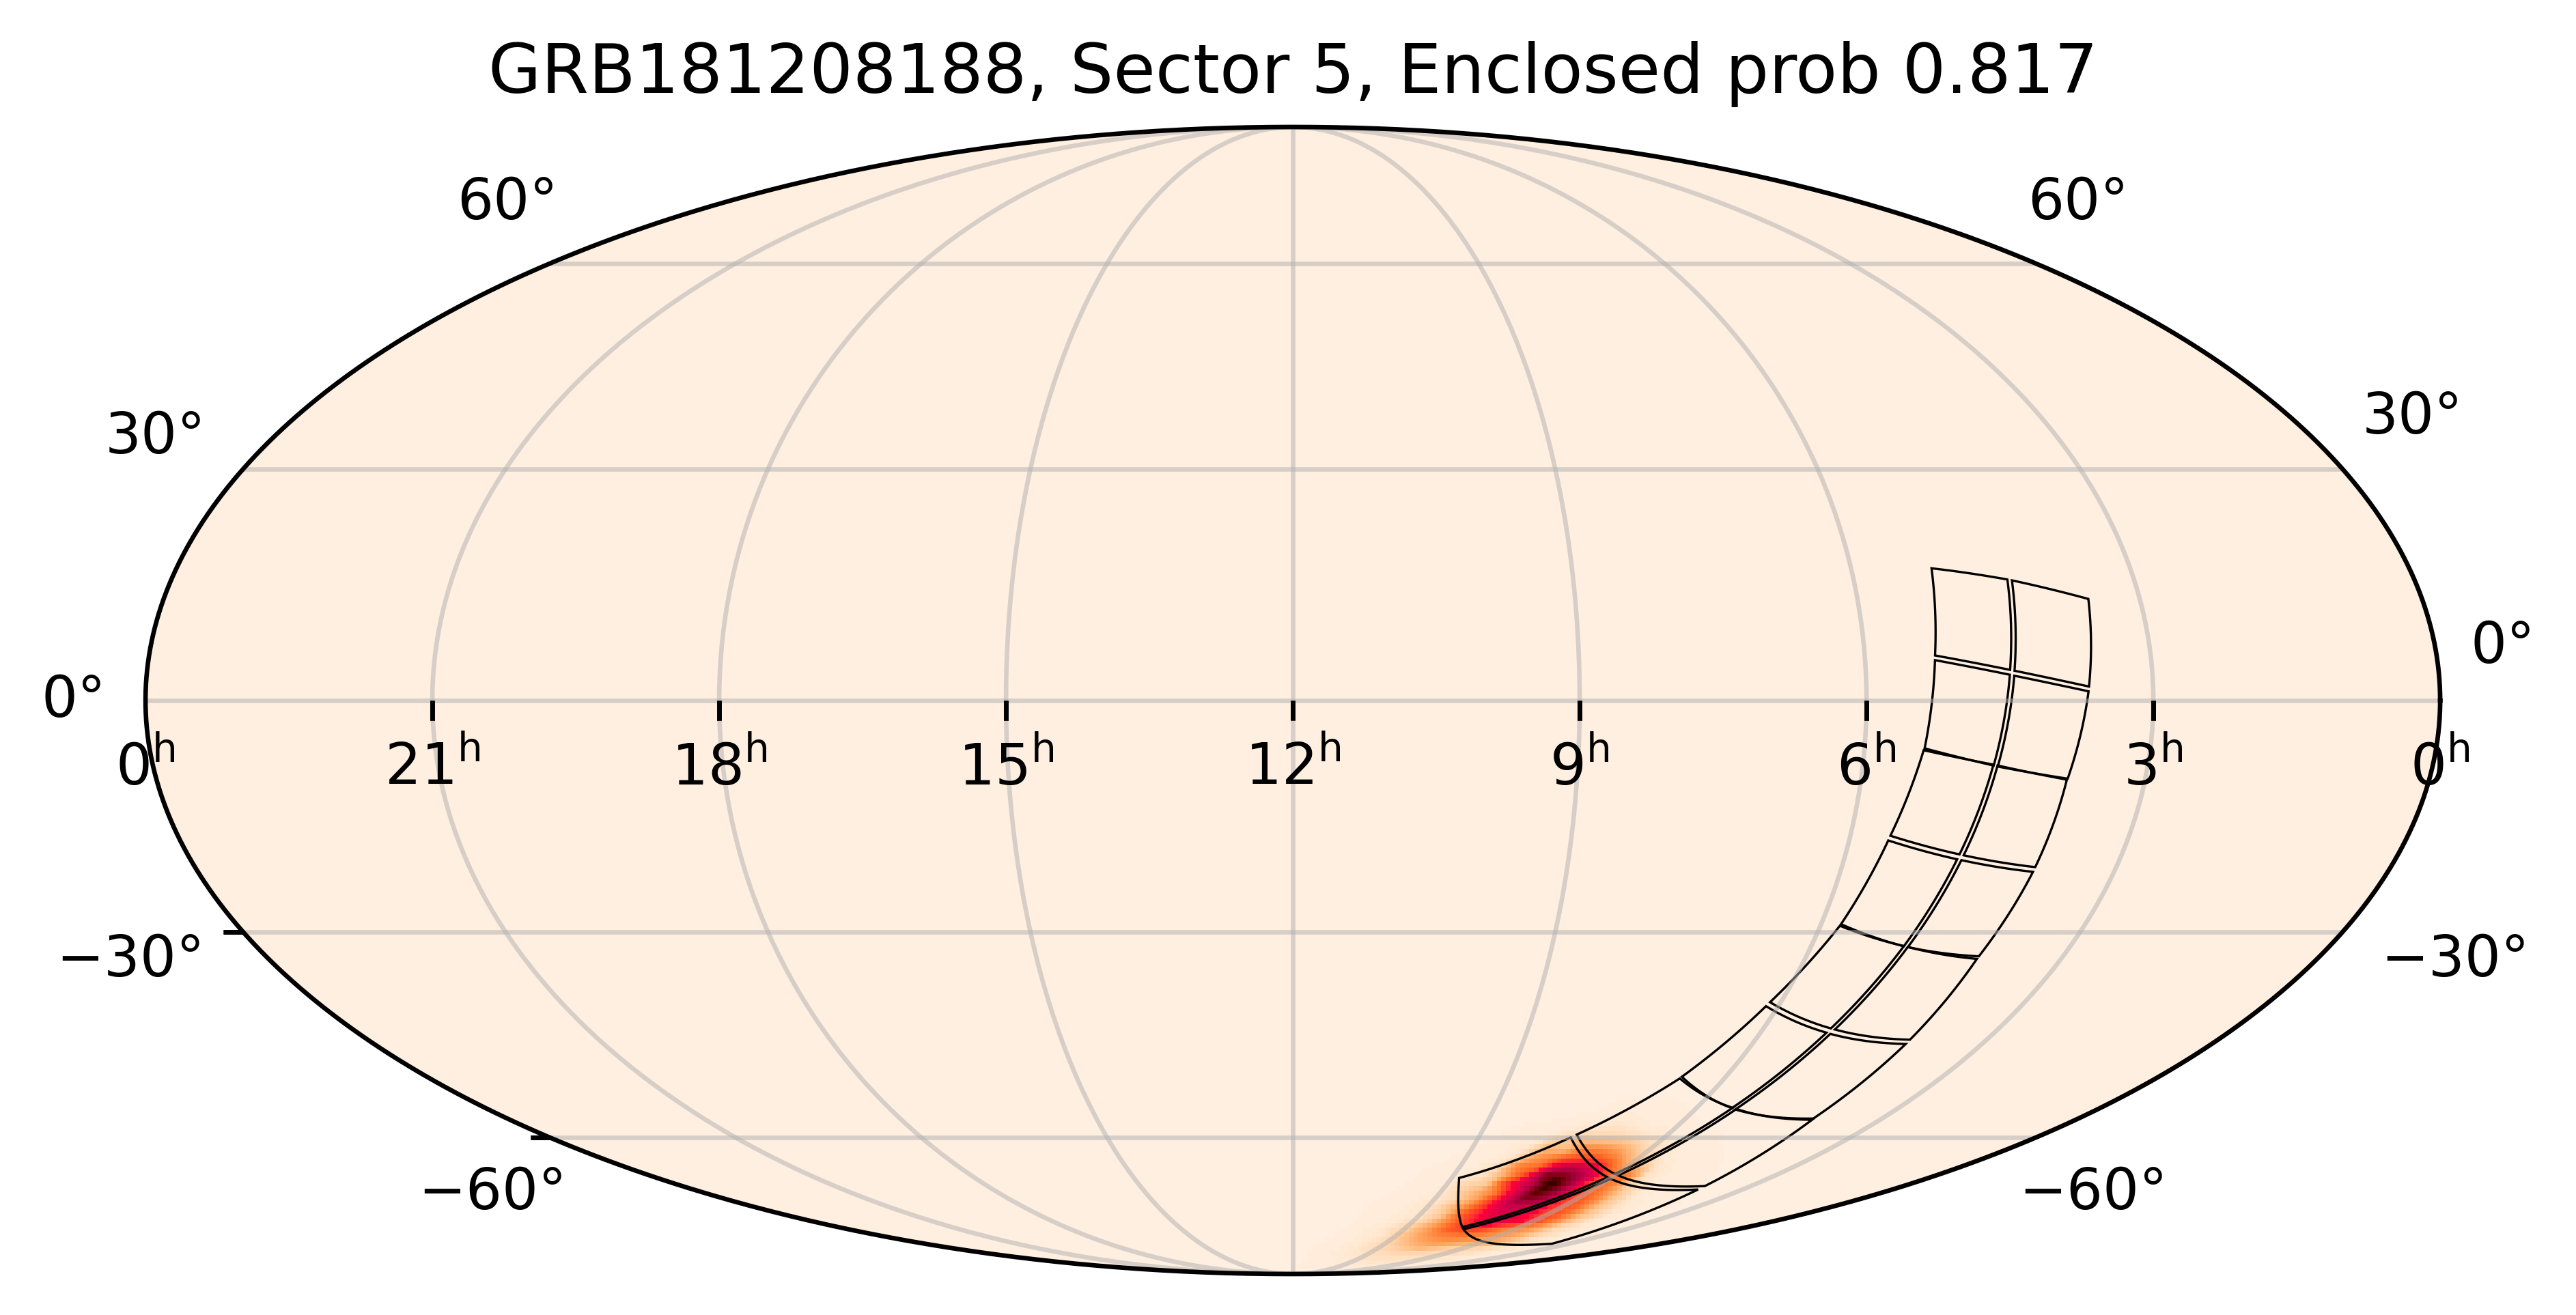 GRB181208188, Sector 5, Enclosed prob 0.817
60° 60°
30° 30°
0° 0°
0h 21h 18h 15h 12h 9h 6h 3h 0h
−30° −30°
−60° −60°